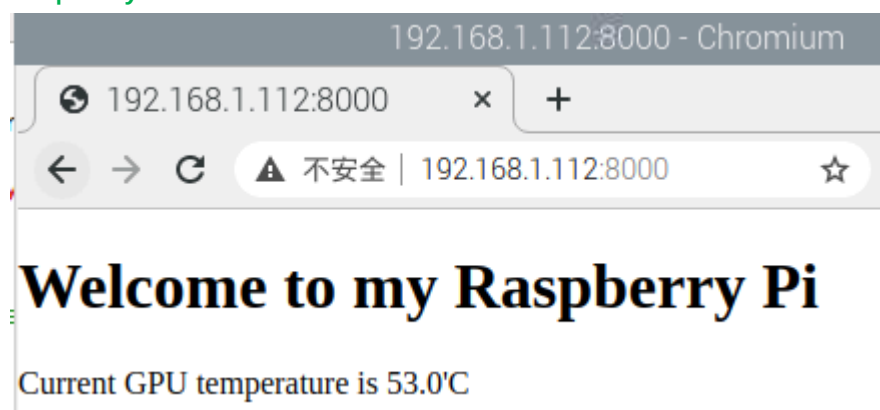 192.168.1.112:8000 - Chromium
192.168.1.112:8000
不安全 192.168.1.112:8000
Welcome to my Raspberry Pi
Current GPU temperature is 53.0'C